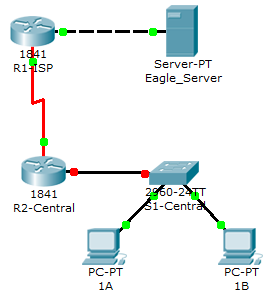 1841
R1-ISP
Server-PT
Eagle_Server
1841
R2-Central
2960-24TT
S1-Central
PC-PT
1A
PC-PT
1B